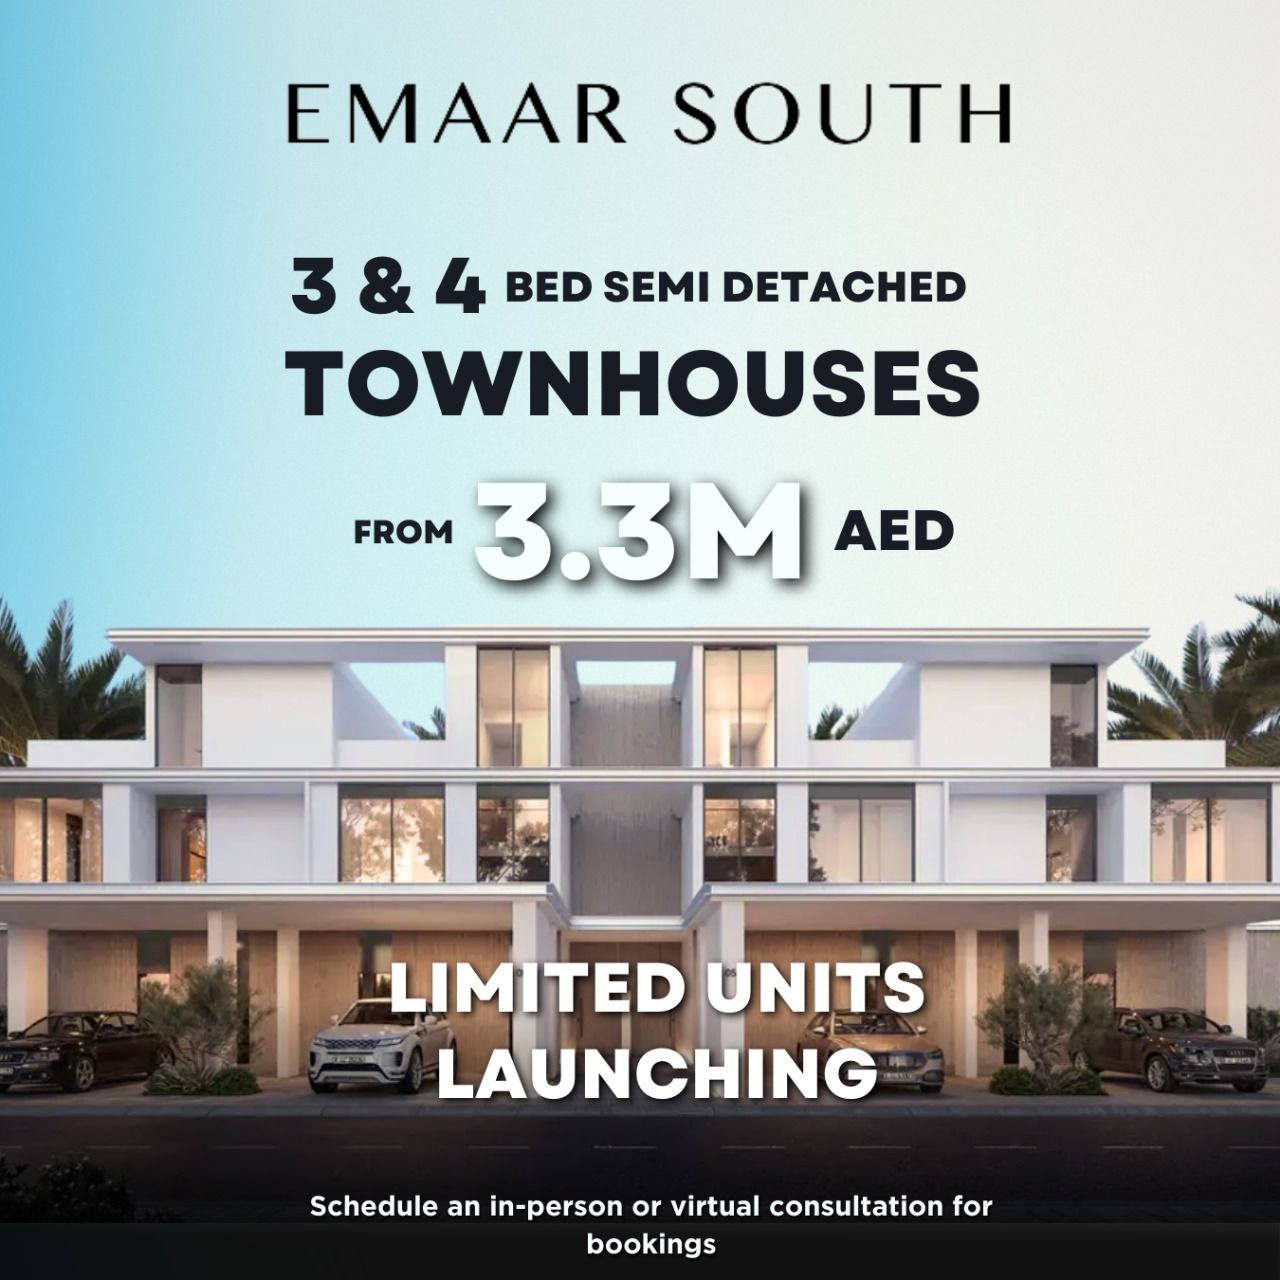 EMAAR SOUTH
3 & 4 BED SEMI DETACHED
TOWNHOUSES
FROM 3.3M AED
LIMITED UNITS
LAUNCHING
Schedule an in-person or virtual consultation for
bookings